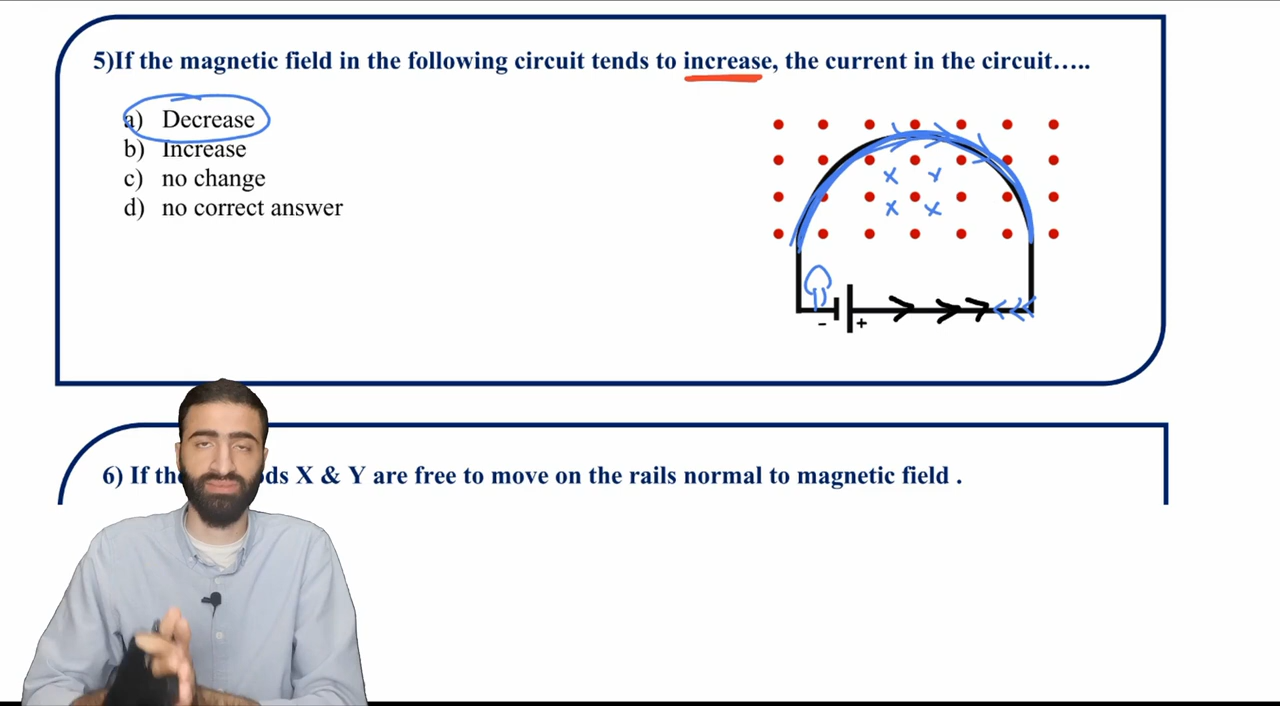 5)If the magnetic field in the following circuit tends to increase, the current in the circuit…..
a) Decrease
b) Increase
c) no change
d) no correct answer
x x
x x
- +
6) If the ds X & Y are free to move on the rails normal to magnetic field .